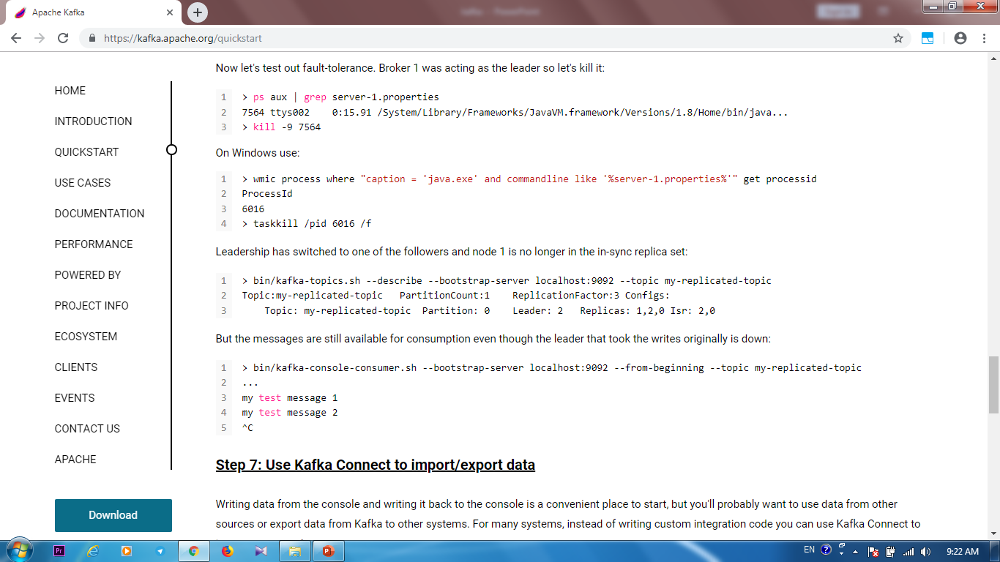 Apache Kafka
https://kafka.apache.org/quickstart
HOME
INTRODUCTION
QUICKSTART
USE CASES
DOCUMENTATION
PERFORMANCE
POWERED BY
PROJECT INFO
ECOSYSTEM
CLIENTS
EVENTS
CONTACT US
APACHE
Download
Now let's test out fault-tolerance. Broker 1 was acting as the leader so let's kill it:
1 > ps aux | grep server-1.properties
2 7564 ttys002    0:15.91 /System/Library/Frameworks/JavaVM.framework/Versions/1.8/Home/bin/java...
3 > kill -9 7564
On Windows use:
1 > wmic process where "caption = 'java.exe' and commandline like '%server-1.properties%'" get processid
2 ProcessId
3 6016
4 > taskkill /pid 6016 /f
Leadership has switched to one of the followers and node 1 is no longer in the in-sync replica set:
1 > bin/kafka-topics.sh --describe --bootstrap-server localhost:9092 --topic my-replicated-topic
2 Topic:my-replicated-topic   PartitionCount:1    ReplicationFactor:3 Configs:
3     Topic: my-replicated-topic  Partition: 0    Leader: 2   Replicas: 1,2,0 Isr: 2,0
But the messages are still available for consumption even though the leader that took the writes originally is down:
1 > bin/kafka-console-consumer.sh --bootstrap-server localhost:9092 --from-beginning --topic my-replicated-topic
2 ...
3 my test message 1
4 my test message 2
5 ^C
Step 7: Use Kafka Connect to import/export data
Writing data from the console and writing it back to the console is a convenient place to start, but you'll probably want to use data from other
sources or export data from Kafka to other systems. For many systems, instead of writing custom integration code you can use Kafka Connect to
Pr
EN
9:22 AM